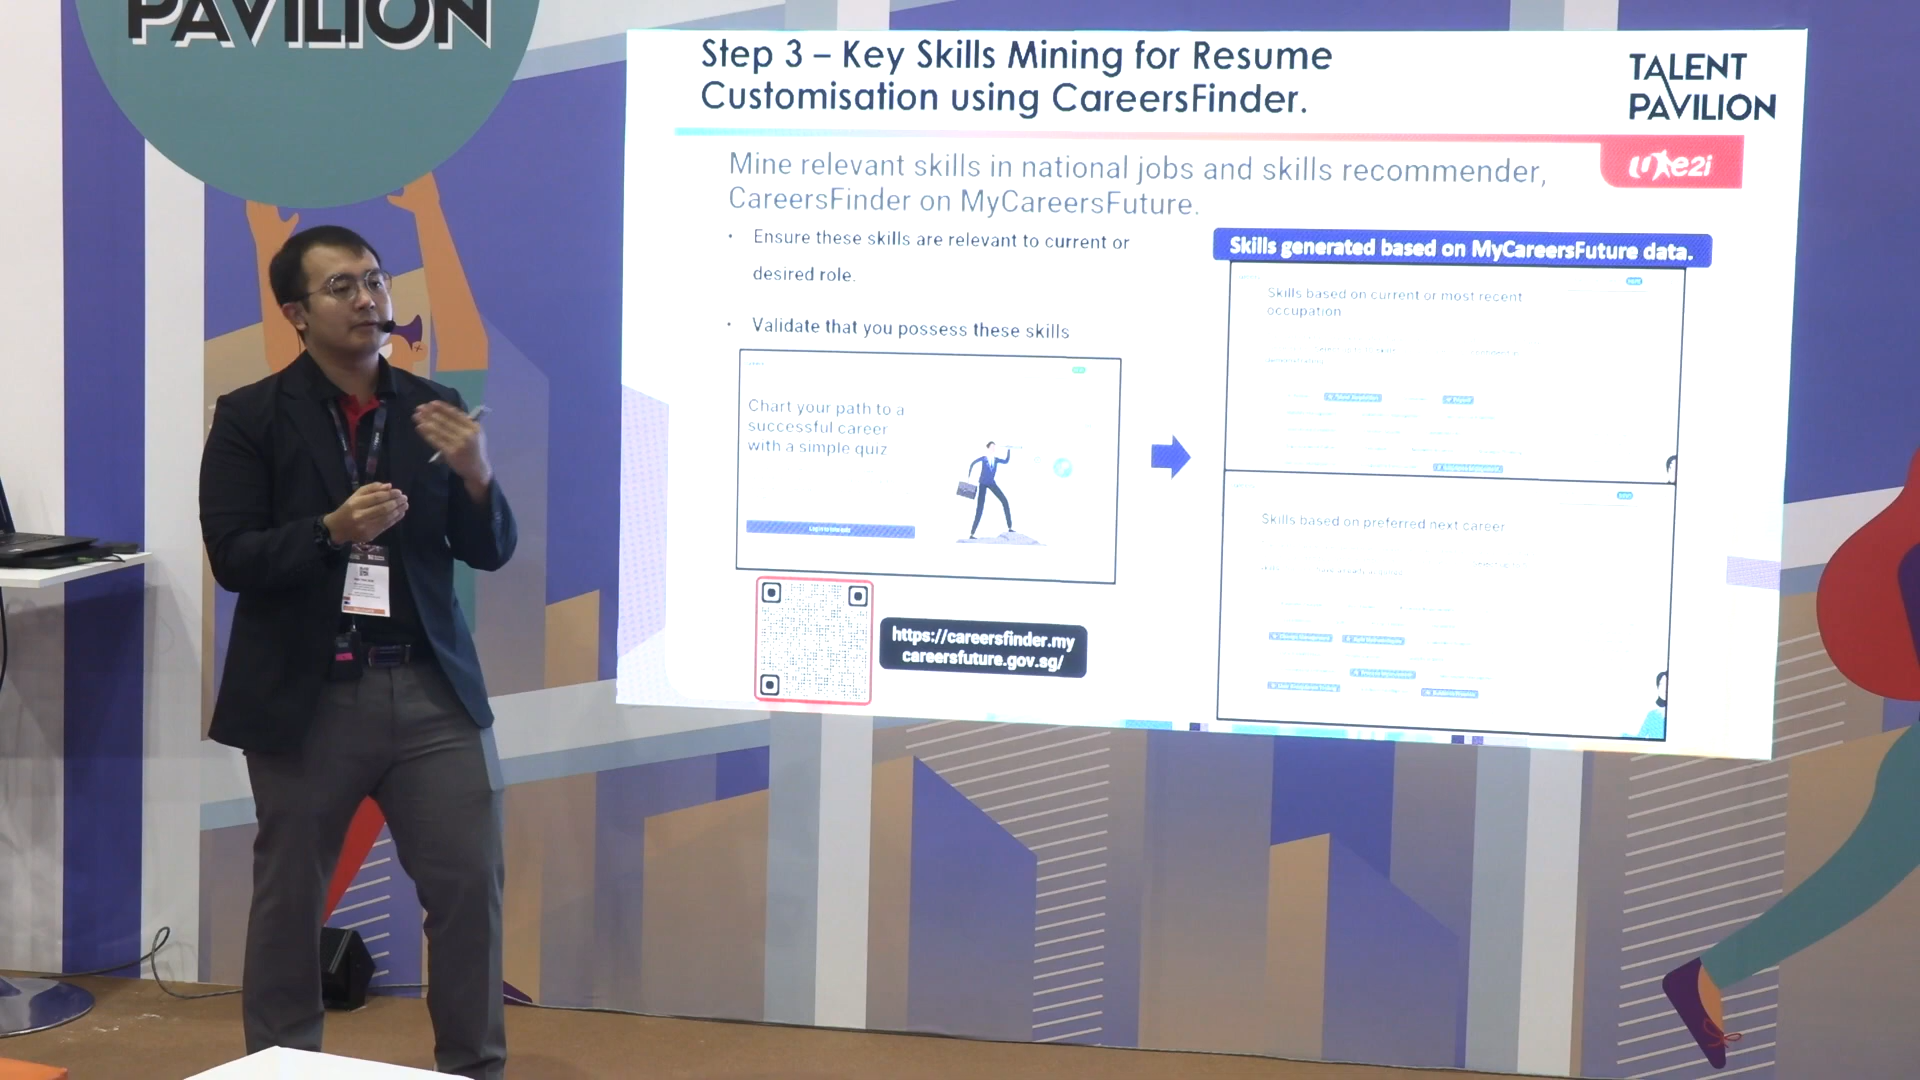 PAVILION
Step 3 – Key Skills Mining for Resume
Customisation using CareersFinder.
TALENT
PAVILION
Mine relevant skills in national jobs and skills recommender,
CareersFinder on MyCareersFuture.
e2i
• Ensure these skills are relevant to current or
desired role.
• Validate that you possess these skills
Skills generated based on MyCareersFuture data.
Skills based on current or most recent
occupation
Chart your path to a
successful career
with a simple quiz
Skills based on preferred next career
https://careersfinder.my
careersfuture.gov.sg/